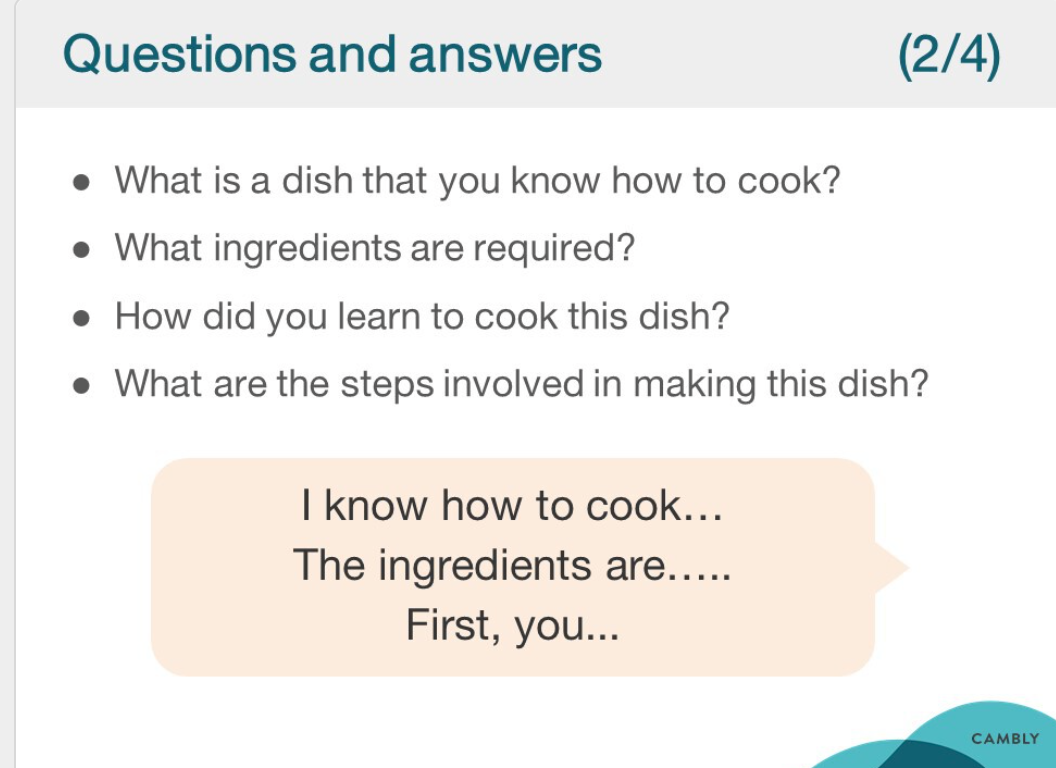 Questions and answers (2/4)
● What is a dish that you know how to cook?
● What ingredients are required?
● How did you learn to cook this dish?
● What are the steps involved in making this dish?
I know how to cook...
The ingredients are.....
First, you...
CAMBLY